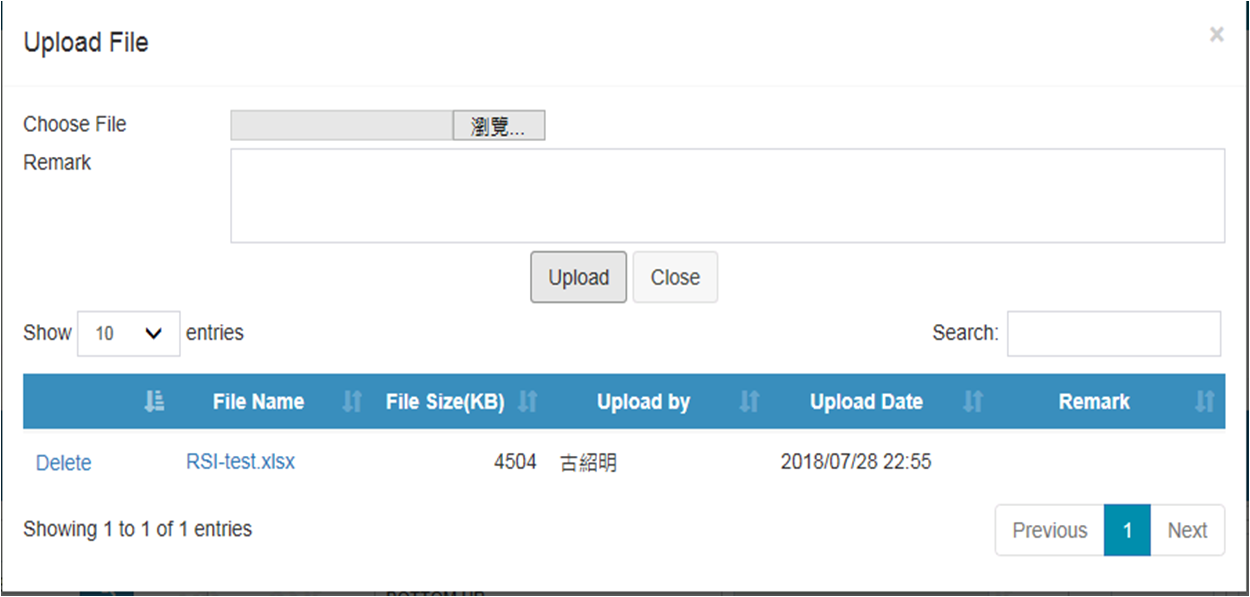 Upload File
×
Choose File 瀏覽...
Remark
Upload Close
Show 10 entries Search:
File Name File Size(KB) Upload by Upload Date Remark
Delete RSI-test.xlsx 4504 古紹明 2018/07/28 22:55
Showing 1 to 1 of 1 entries Previous 1 Next